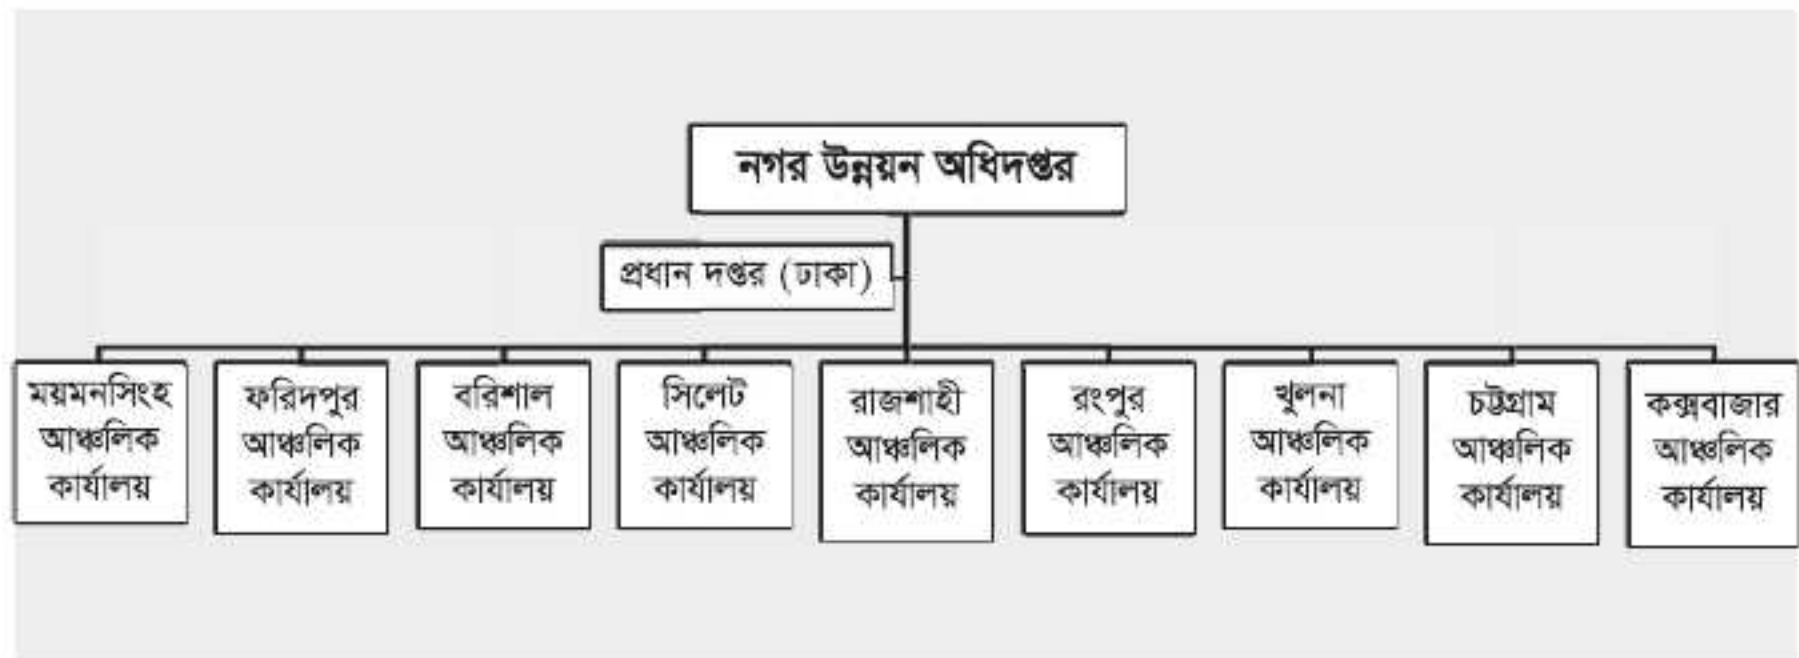 নগর উন্নয়ন অধিদপ্তর
প্রধান দপ্তর (ঢাকা)
ময়মনসিংহ
আঞ্চলিক
কার্যালয়
ফরিদপুর
আঞ্চলিক
কার্যালয়
বরিশাল
আঞ্চলিক
কার্যালয়
সিলেট
আঞ্চলিক
কার্যালয়
রাজশাহী
আঞ্চলিক
কার্যালয়
রংপুর
আঞ্চলিক
কার্যালয়
খুলনা
আঞ্চলিক
কার্যালয়
চট্টগ্রাম
আঞ্চলিক
কার্যালয়
কক্সবাজার
আঞ্চলিক
কার্যালয়